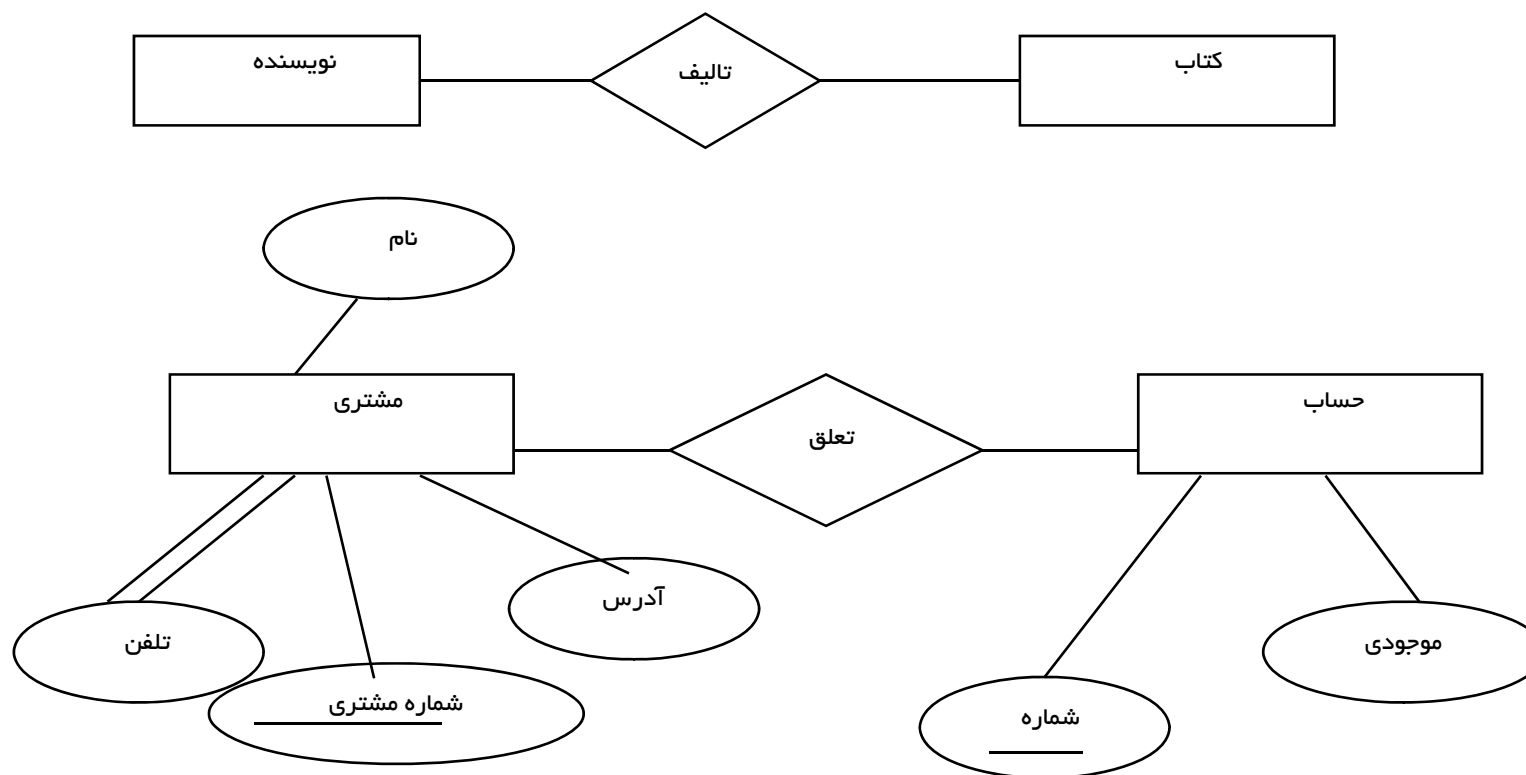 کتاب
تالیف
نویسنده
نام
حساب
تعلق
مشتری
موجودی
شماره
آدرس
شماره مشتری
تلفن